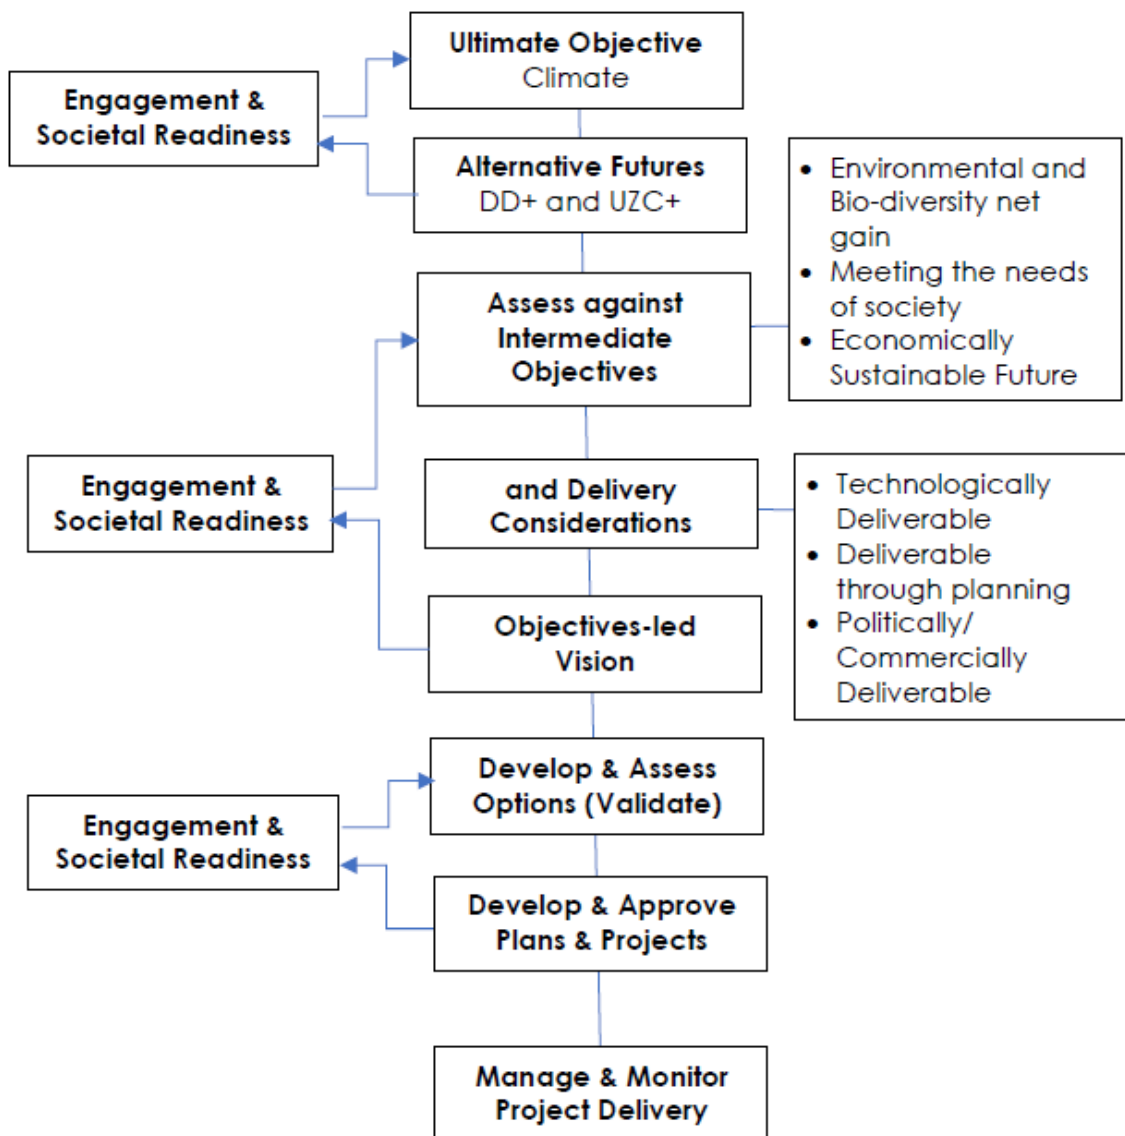 Ultimate Objective
Climate
Engagement &
Societal Readiness
Alternative Futures
DD+ and UZC+
• Environmental and
Bio-diversity net
gain
• Meeting the needs
of society
• Economically
Sustainable Future
Assess against
Intermediate
Objectives
Engagement &
Societal Readiness
and Delivery
Considerations
• Technologically
Deliverable
• Deliverable
through planning
• Politically/
Commercially
Deliverable
Objectives-led
Vision
Develop & Assess
Options (Validate)
Engagement &
Societal Readiness
Develop & Approve
Plans & Projects
Manage & Monitor
Project Delivery